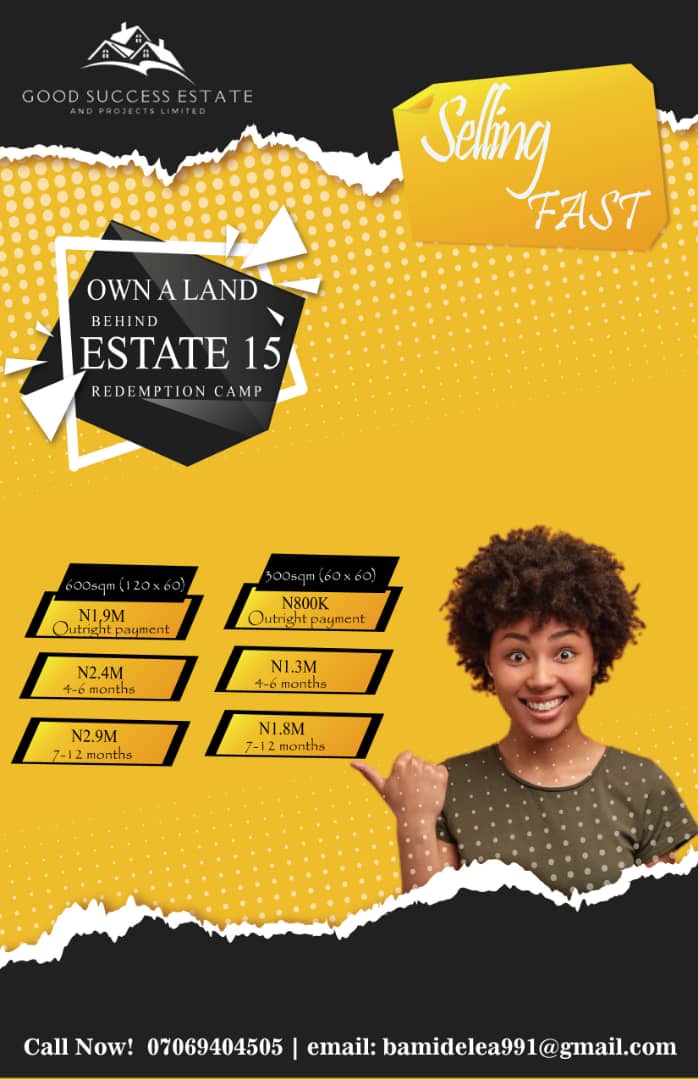 GOOD SUCCESS ESTATE
AND PROJECTS LIMITED
Selling
FAST
OWN A LAND
BEHIND
ESTATE 15
REDEMPTION CAMP
600sqm (120 x 60)
N1,9M
Outright payment
N2.4M
4-6 months
N2.9M
7-12 months
300sqm (60 x 60)
N800K
Outright payment
N1.3M
4-6 months
N1.8M
7-12 months
Call Now! 07069404505 | email: bamidelea991@gmail.com